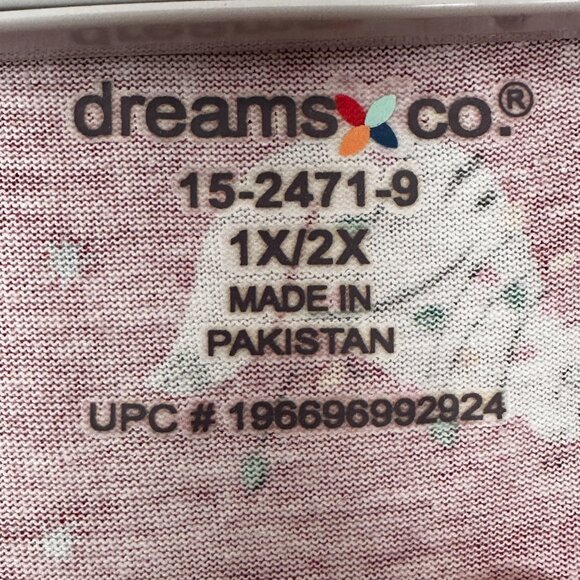 dreams co.®
15-2471-9
1X/2X
MADE IN
PAKISTAN
UPC # 196696992924